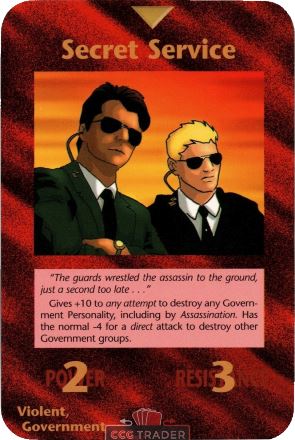 Secret Service
"The guards wrestled the assassin to the ground,
just a second too late . . ."
Gives +10 to any attempt to destroy any Govern-
ment Personality, including by Assassination. Has
the normal -4 for a direct attack to destroy other
Government groups.
POWER 2 RESISTANCE 3
Violent,
Government
CCG TRADER